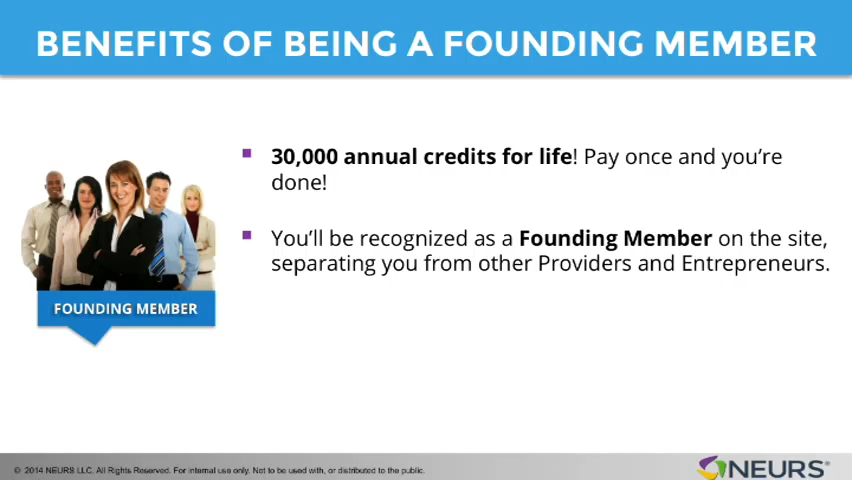 BENEFITS OF BEING A FOUNDING MEMBER
30,000 annual credits for life! Pay once and you’re
done!
You’ll be recognized as a Founding Member on the site,
separating you from other Providers and Entrepreneurs.
FOUNDING MEMBER
© 2014 NEURS LLC. All Rights Reserved. For internal use only. Not to be used with, or distributed to the public.
NEURS®